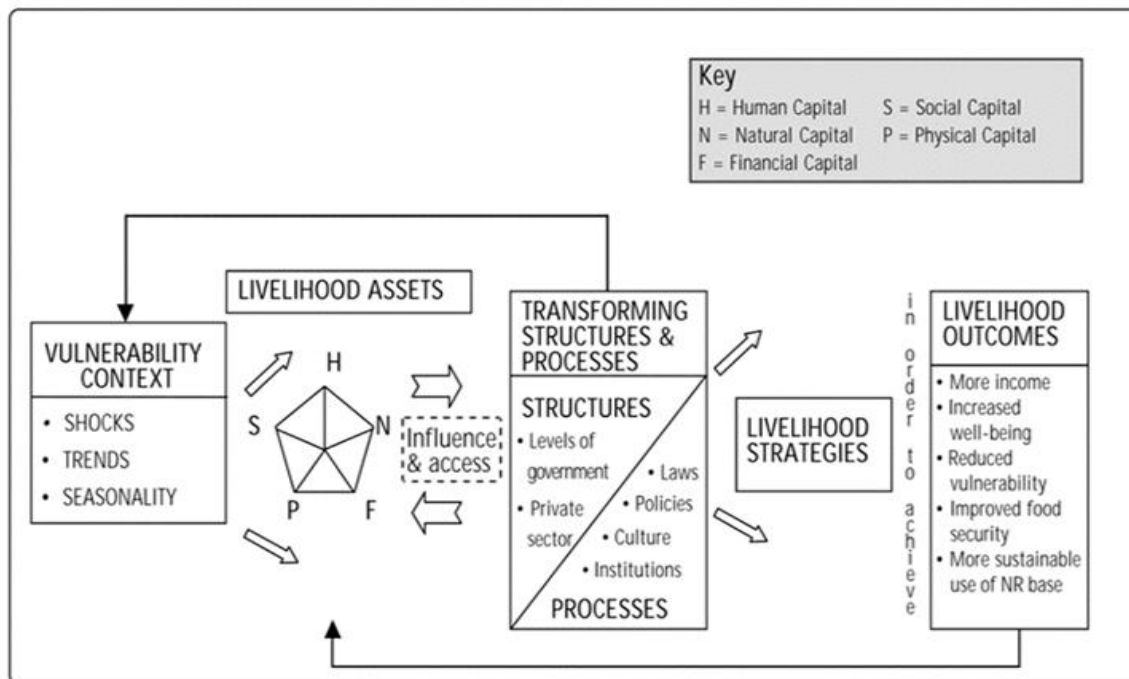 Key
H = Human Capital S = Social Capital
N = Natural Capital P = Physical Capital
F = Financial Capital
LIVELIHOOD ASSETS
VULNERABILITY
CONTEXT
• SHOCKS
• TRENDS
• SEASONALITY
H
S
N
P
F
Influence
& access
TRANSFORMING
STRUCTURES &
PROCESSES
STRUCTURES
• Levels of
government
• Private
sector
• Laws
• Policies
• Culture
• Institutions
PROCESSES
LIVELIHOOD
STRATEGIES
in order to achieve
LIVELIHOOD
OUTCOMES
• More income
• Increased
well-being
• Reduced
vulnerability
• Improved food
security
• More sustainable
use of NR base